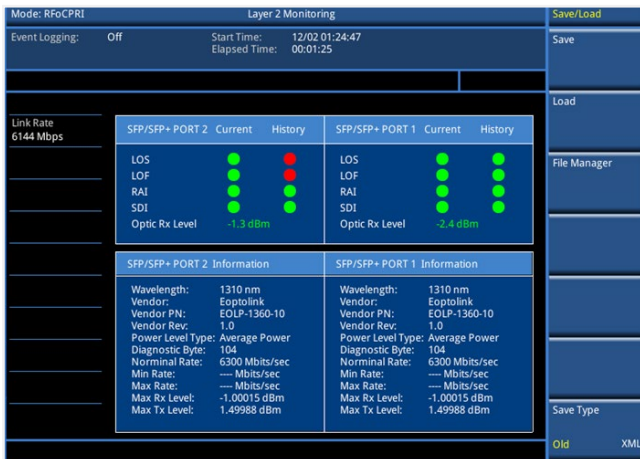 Mode: RFoCPRI
Layer 2 Monitoring
Save/Load
Event Logging: Off
Start Time: 12/02 01:24:47
Elapsed Time: 00:01:25
Save
Load
File Manager
Save Type
Old XML
Link Rate
6144 Mbps
SFP/SFP+ PORT 2 Current History
LOS
LOF
RAI
SDI
Optic Rx Level -1.3 dBm
SFP/SFP+ PORT 1 Current History
LOS
LOF
RAI
SDI
Optic Rx Level -2.4 dBm
SFP/SFP+ PORT 2 Information
Wavelength: 1310 nm
Vendor: Eoptolink
Vendor PN: EOLP-1360-10
Vendor Rev: 1.0
Power Level Type: Average Power
Diagnostic Byte: 104
Norminal Rate: 6300 Mbits/sec
Min Rate: ---- Mbits/sec
Max Rate: ---- Mbits/sec
Max Rx Level: -1.00015 dBm
Max Tx Level: 1.49988 dBm
SFP/SFP+ PORT 1 Information
Wavelength: 1310 nm
Vendor: Eoptolink
Vendor PN: EOLP-1360-10
Vendor Rev: 1.0
Power Level Type: Average Power
Diagnostic Byte: 104
Norminal Rate: 6300 Mbits/sec
Min Rate: ---- Mbits/sec
Max Rate: ---- Mbits/sec
Max Rx Level: -1.00015 dBm
Max Tx Level: 1.49988 dBm